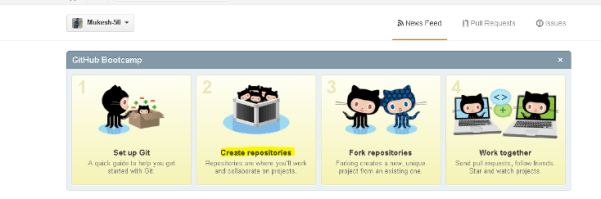 Mukesh-50
News Feed
Pull Requests
Issues
GitHub Bootcamp
×
1
2
3
4
Set up Git
A quick guide to help you get
started with Git.
Create repositories
Repositories are where you'll work
and collaborate on projects.
Fork repositories
Forking creates a new, unique
project from an existing one.
Work together
Send pull requests, follow friends.
Star and watch projects.